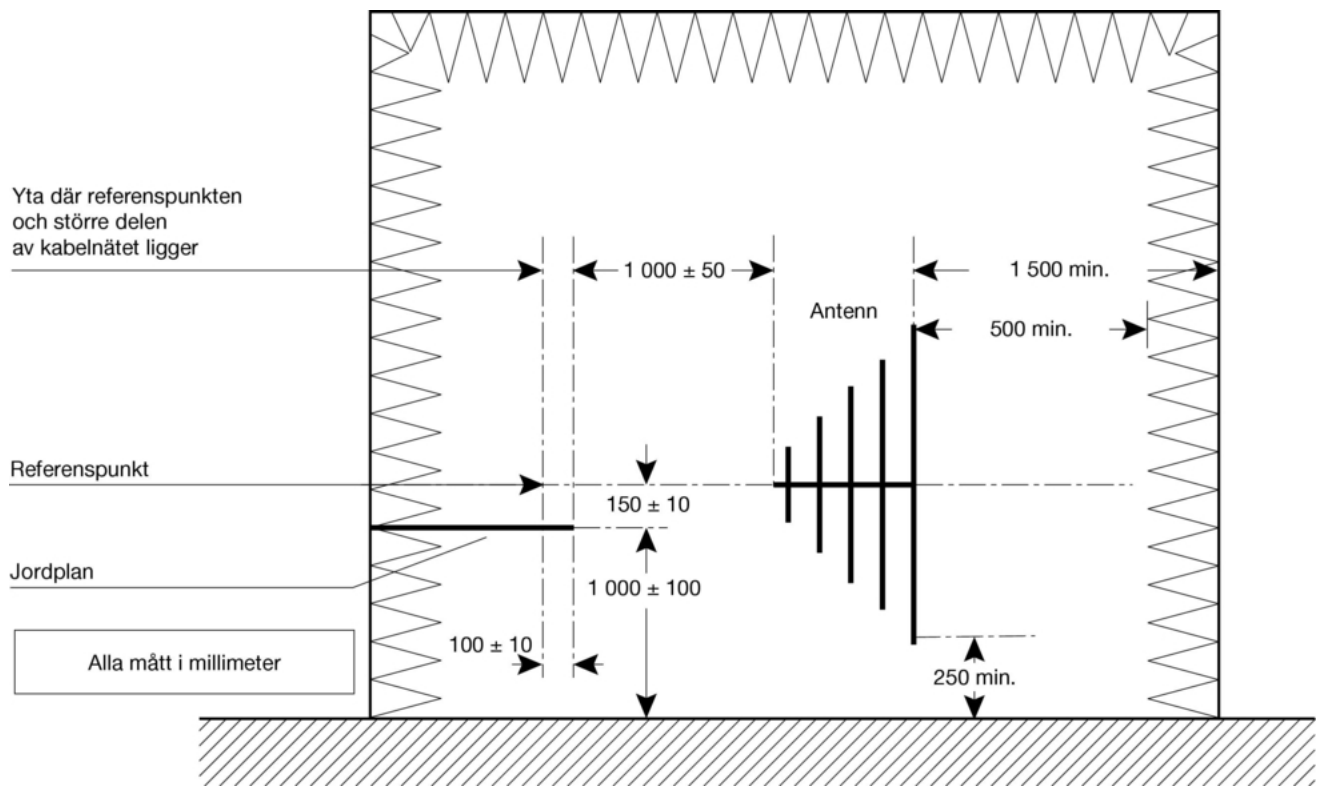 Yta där referenspunkten
och större delen
av kabelnätet ligger
1 000 ± 50
1 500 min.
Antenn
500 min.
Referenspunkt
150 ± 10
Jordplan
1 000 ± 100
100 ± 10
Alla mått i millimeter
250 min.